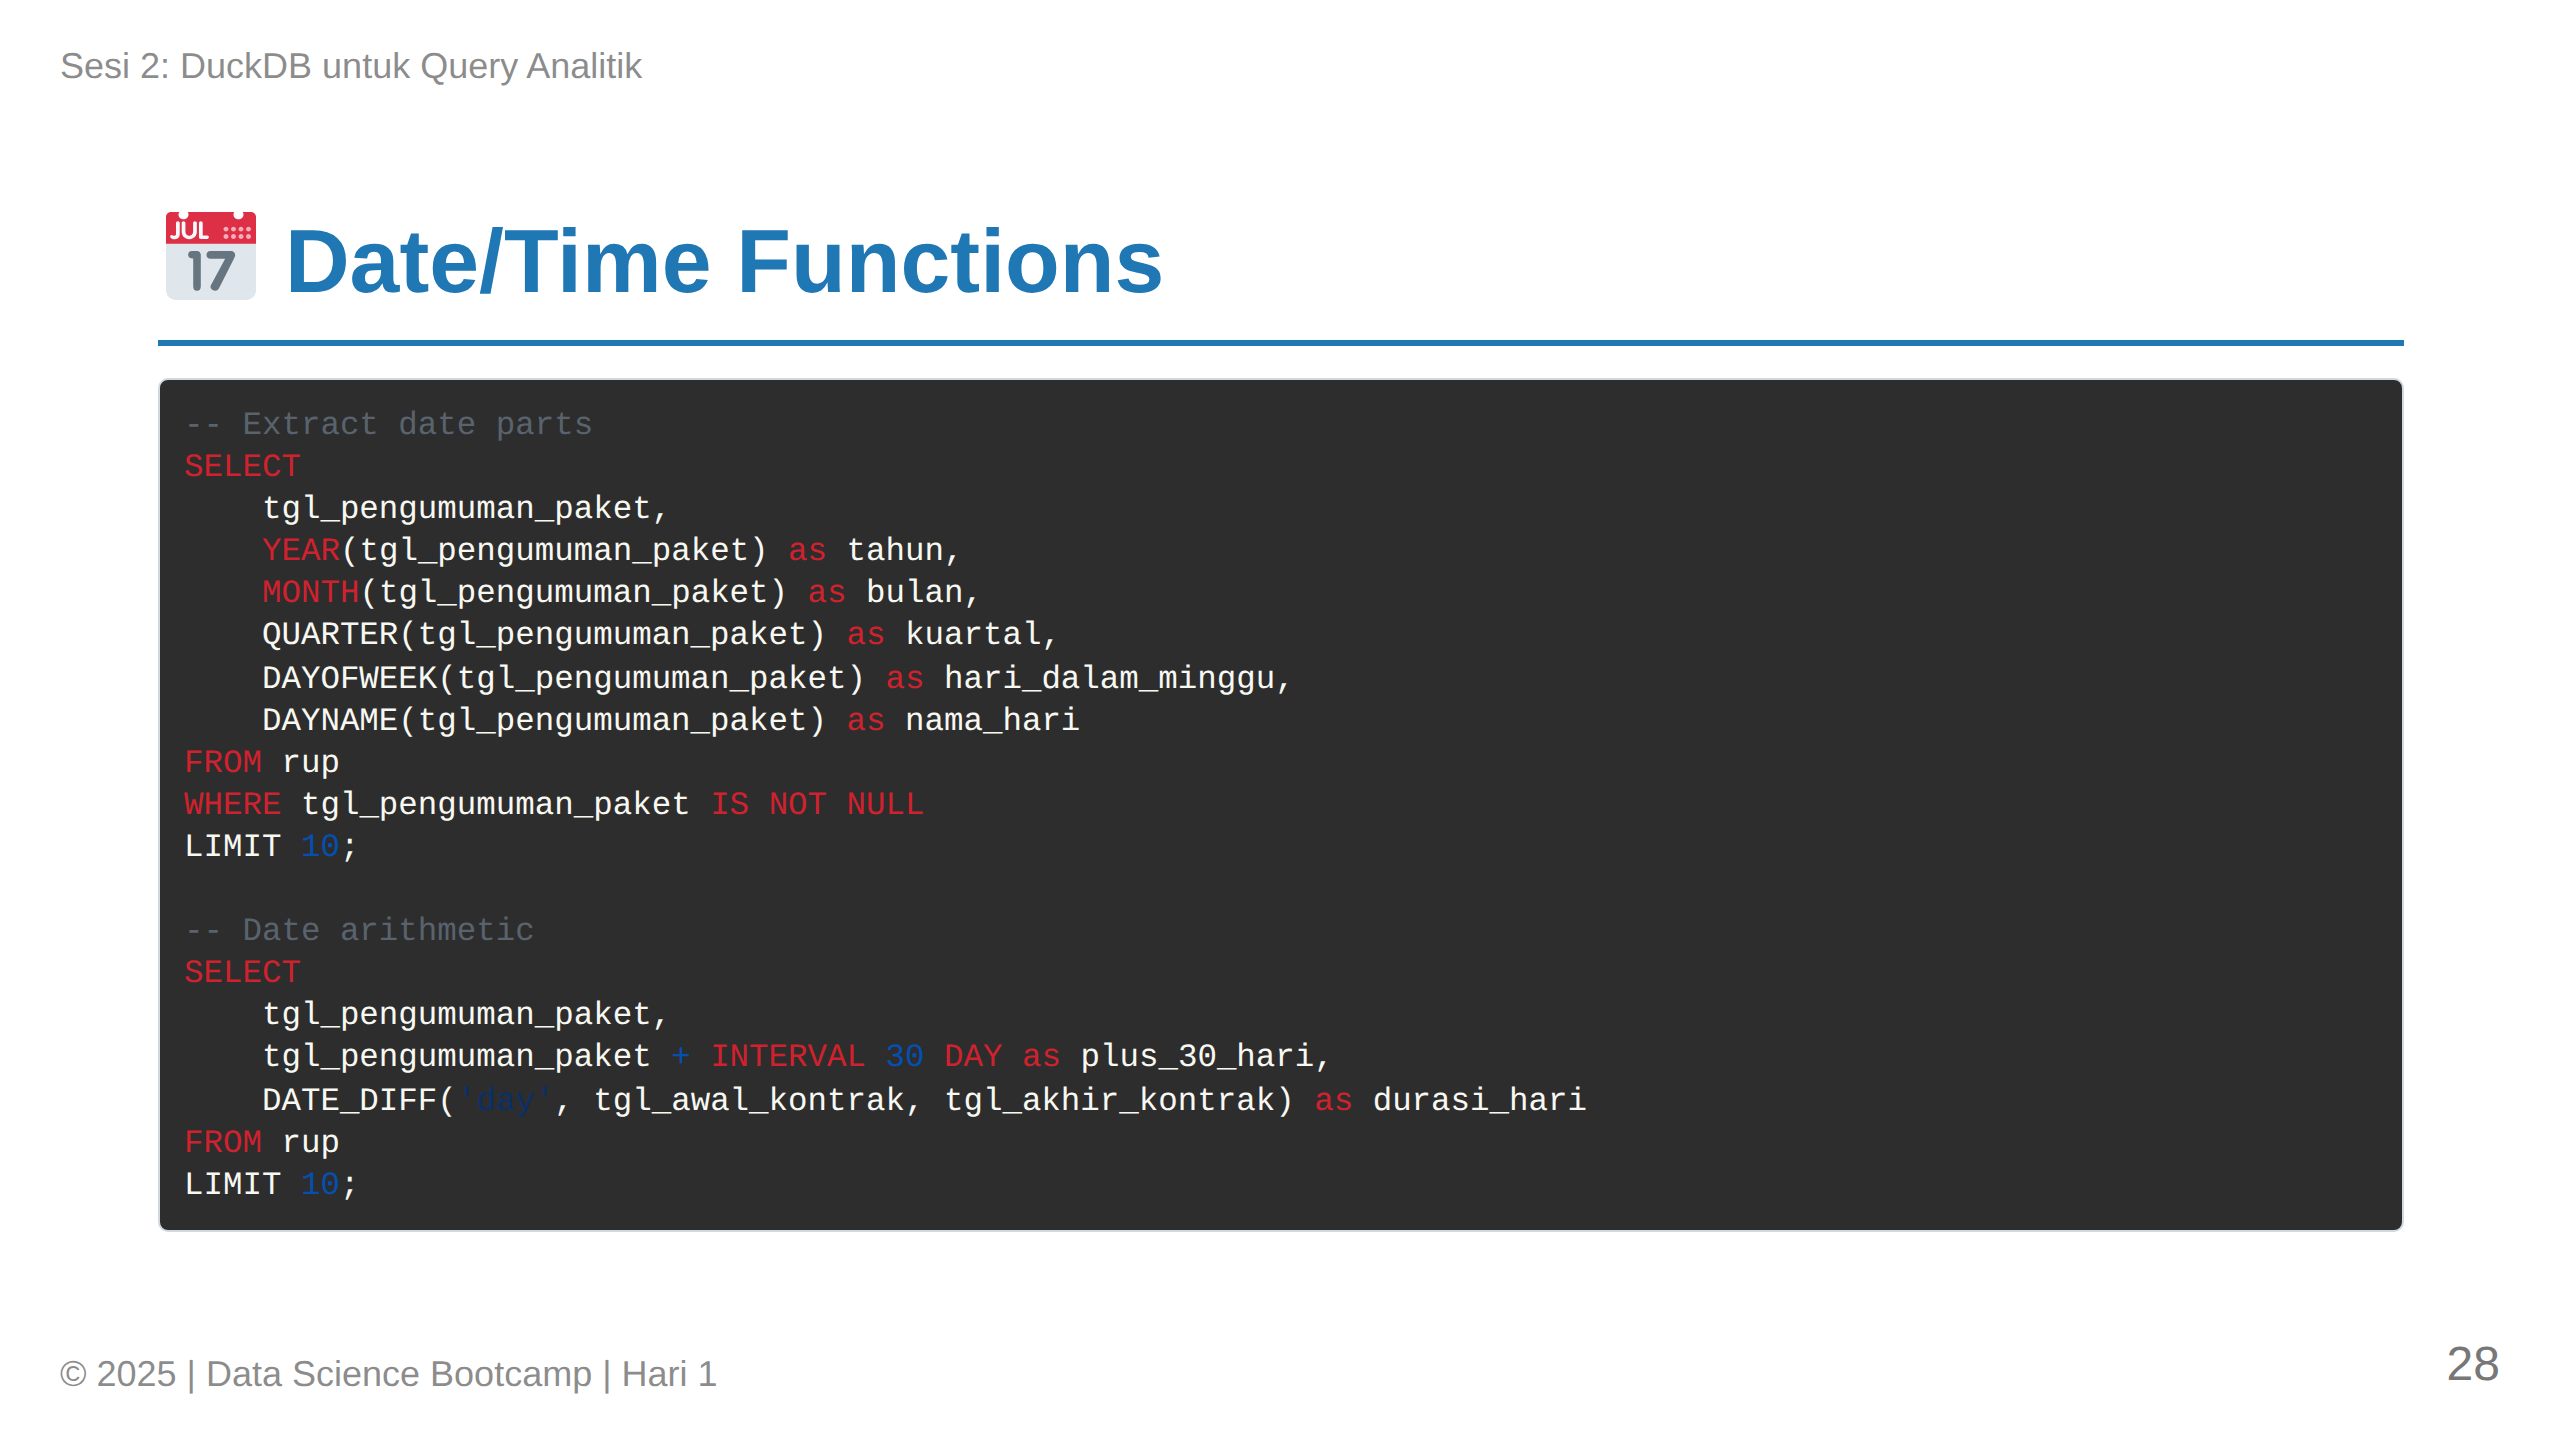 Sesi 2: DuckDB untuk Query Analitik
JUL
17
Date/Time Functions
-- Extract date parts
SELECT
    tgl_pengumuman_paket,
    YEAR(tgl_pengumuman_paket) as tahun,
    MONTH(tgl_pengumuman_paket) as bulan,
    QUARTER(tgl_pengumuman_paket) as kuartal,
    DAYOFWEEK(tgl_pengumuman_paket) as hari_dalam_minggu,
    DAYNAME(tgl_pengumuman_paket) as nama_hari
FROM rup
WHERE tgl_pengumuman_paket IS NOT NULL
LIMIT 10;

-- Date arithmetic
SELECT
    tgl_pengumuman_paket,
    tgl_pengumuman_paket + INTERVAL 30 DAY as plus_30_hari,
    DATE_DIFF('day', tgl_awal_kontrak, tgl_akhir_kontrak) as durasi_hari
FROM rup
LIMIT 10;
© 2025 | Data Science Bootcamp | Hari 1
28